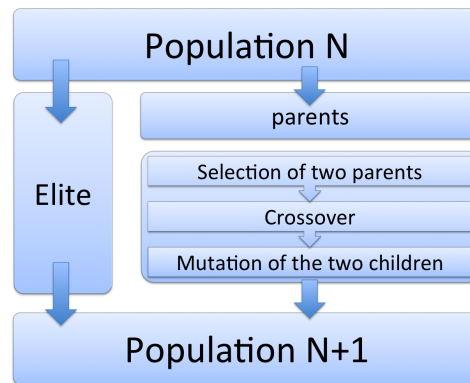 Population N
parents
Elite
Selection of two parents
Crossover
Mutation of the two children
Population N+1